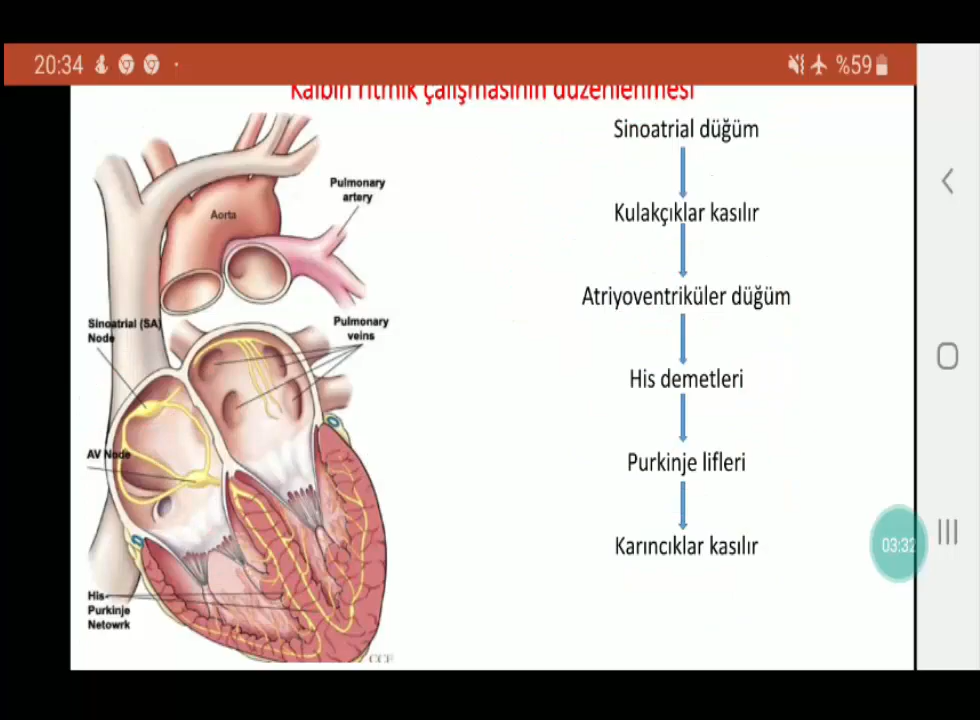 20:34
%59
Kalbin ritmik çalışmasının düzenlenmesi
Sinoatrial düğüm
Kulakçıklar kasılır
Atriyoventriküler düğüm
His demetleri
Purkinje lifleri
Karıncıklar kasılır
Pulmonary
artery
Aorta
Sinoatrial (SA)
Node
Pulmonary
veins
AV Node
His-
Purkinje
Netowrk
CCF
03:32